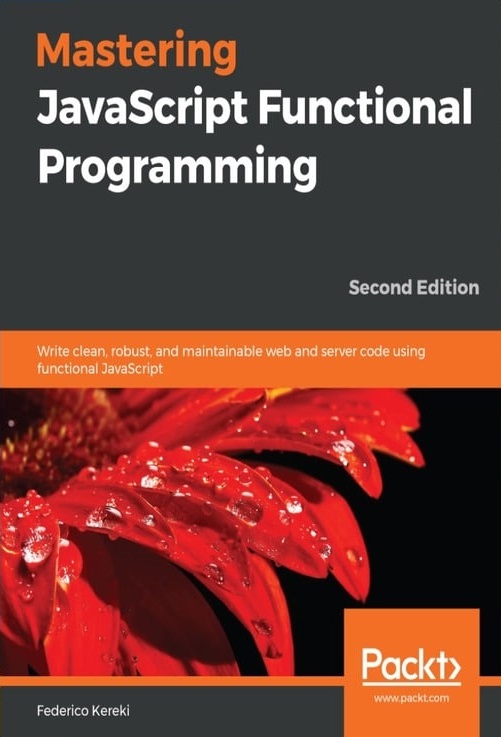 Mastering
JavaScript Functional
Programming
Second Edition
Write clean, robust, and maintainable web and server code using
functional JavaScript
Packt>
www.packt.com
Federico Kereki